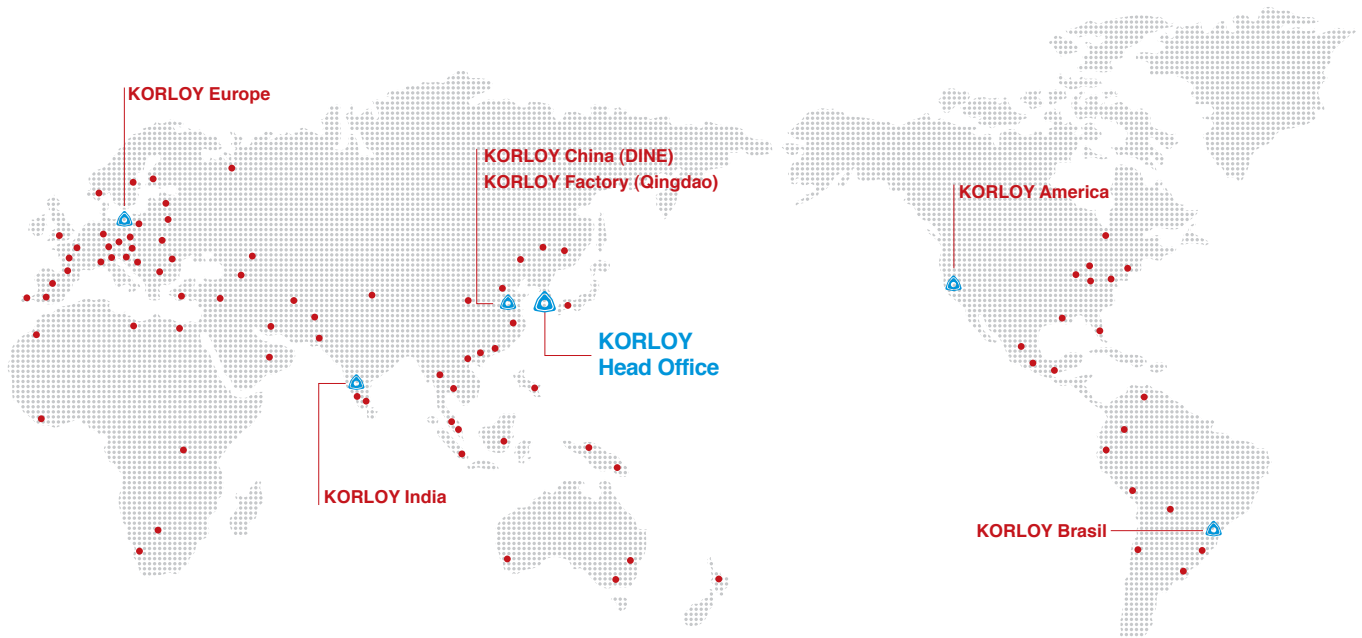 KORLOY Europe
KORLOY China (DINE)
KORLOY Factory (Qingdao)
KORLOY America
KORLOY
Head Office
KORLOY India
KORLOY Brasil